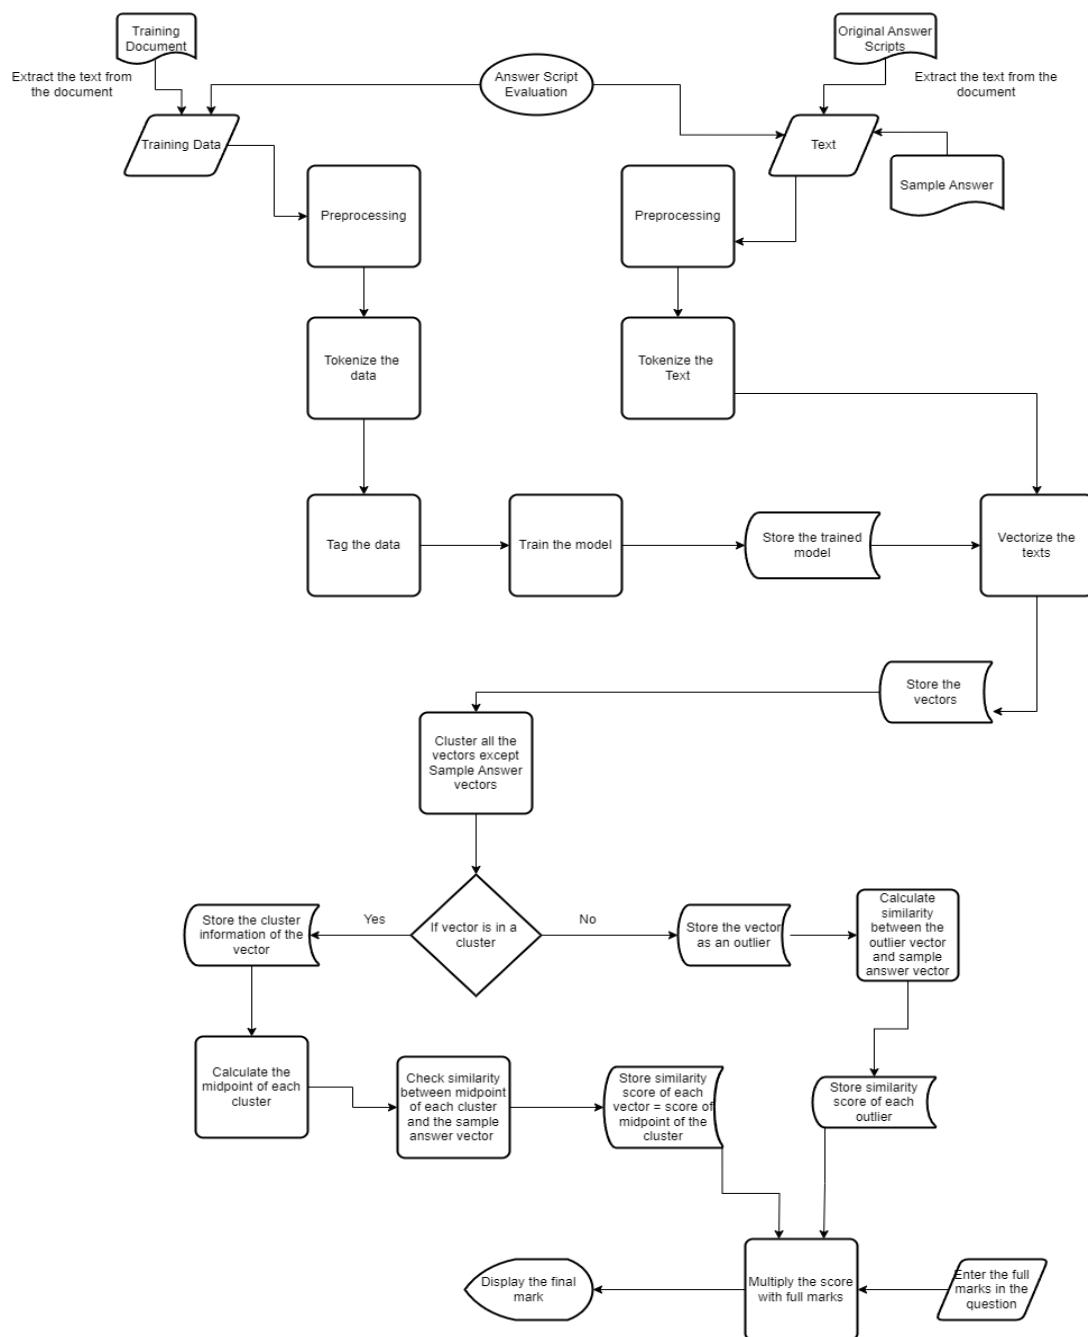 Training
Document
Original Answer
Scripts
Extract the text from
the document
Answer Script
Evaluation
Extract the text from the
document
Training Data
Text
Sample Answer
Preprocessing
Preprocessing
Tokenize the
data
Tokenize the
Text
Tag the data
Train the model
Store the trained
model
Vectorize the
texts
Store the
vectors
Cluster all the
vectors except
Sample Answer
vectors
If vector is in a
cluster
Yes
No
Store the cluster
information of the
vector
Store the vector
as an outlier
Calculate
similarity
between the
outlier vector
and sample
answer vector
Calculate the
midpoint of each
cluster
Check similarity
between midpoint
of each cluster
and the sample
answer vector
Store similarity
score of each
vector = score of
midpoint of the
cluster
Store similarity
score of each
outlier
Display the final
mark
Multiply the score
with full marks
Enter the full
marks in the
question